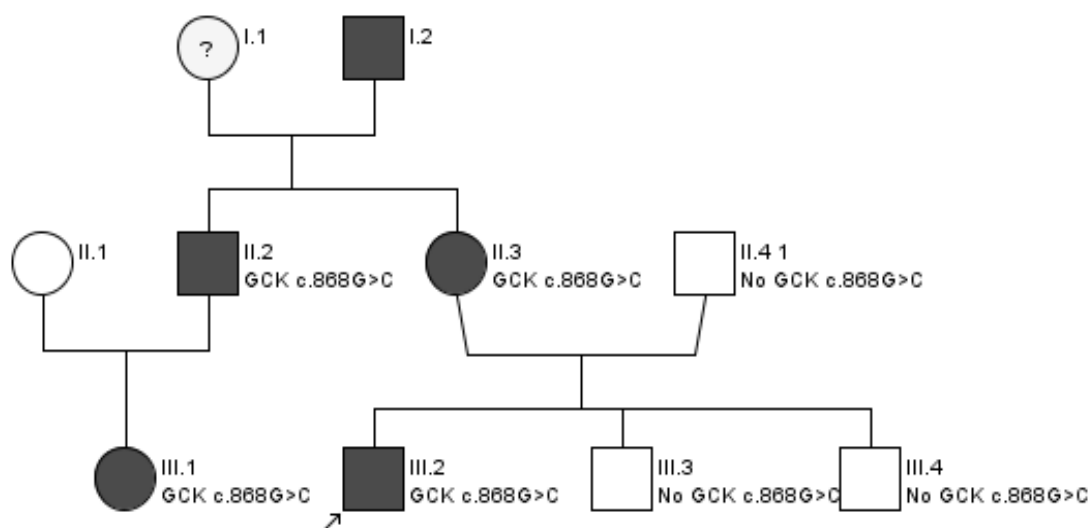 ?
I.1
I.2
II.1
II.2
GCK c.868G>C
II.3
GCK c.868G>C
II.4 1
No GCK c.868G>C
III.1
GCK c.868G>C
III.2
GCK c.868G>C
III.3
No GCK c.868G>C
III.4
No GCK c.868G>C